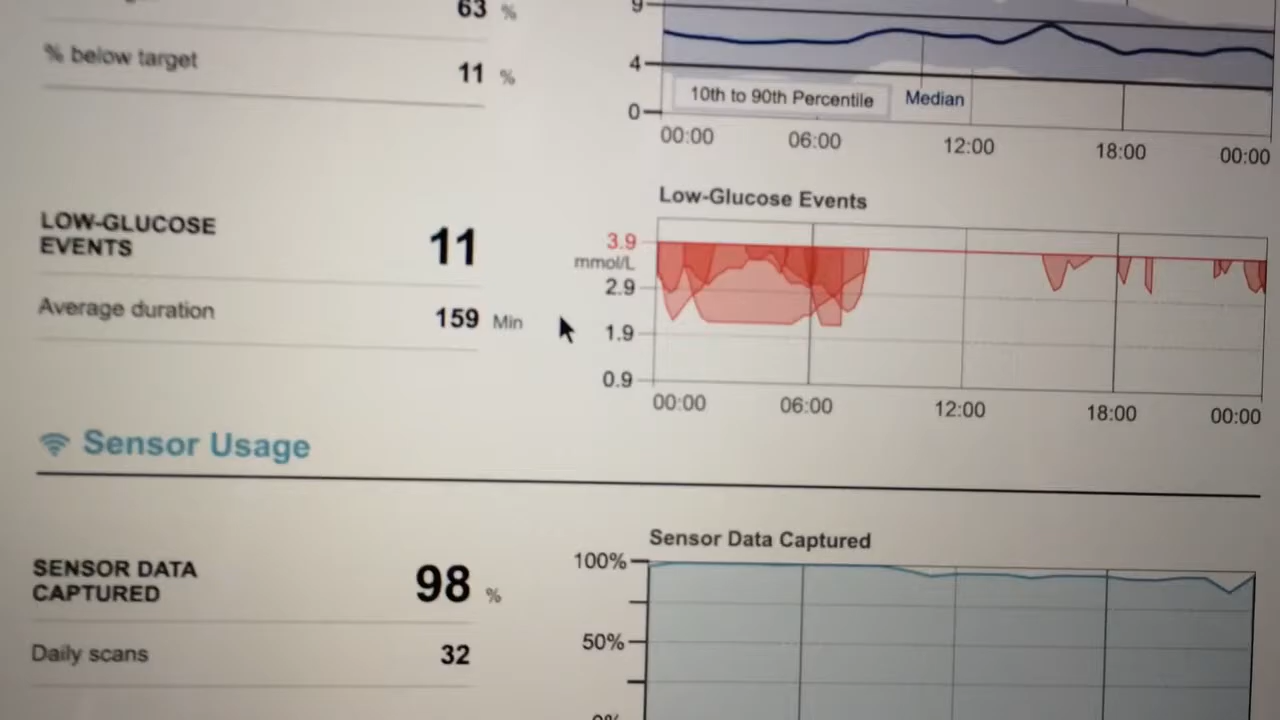 63 %
% below target
11 %
9
4
0
10th to 90th Percentile
Median
00:00 06:00 12:00 18:00 00:00
LOW-GLUCOSE
EVENTS
11
Average duration
159 Min
Low-Glucose Events
3.9
mmol/L
2.9
1.9
0.9
00:00 06:00 12:00 18:00 00:00
Sensor Usage
SENSOR DATA
CAPTURED
98 %
Daily scans
32
Sensor Data Captured
100%
50%